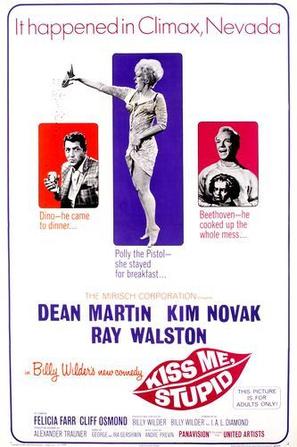 It happened in Climax, Nevada
Dino—he came
to dinner...
Polly the Pistol—
she stayed
for breakfast...
Beethoven—he
cooked up the
whole mess...
THE MIRISCH CORPORATION
DEAN MARTIN KIM NOVAK
RAY WALSTON
in Billy Wilder's new comedy
KISS ME,
STUPID
THIS PICTURE IS
FOR ADULTS ONLY!
FELICIA FARR CLIFF OSMOND BILLY WILDER BILLY WILDER I. A. L. DIAMOND
ALEXANDER TRAUNER GEORGE IRA GERSHWIN ANDRE PREVIN PANAVISION UNITED ARTISTS